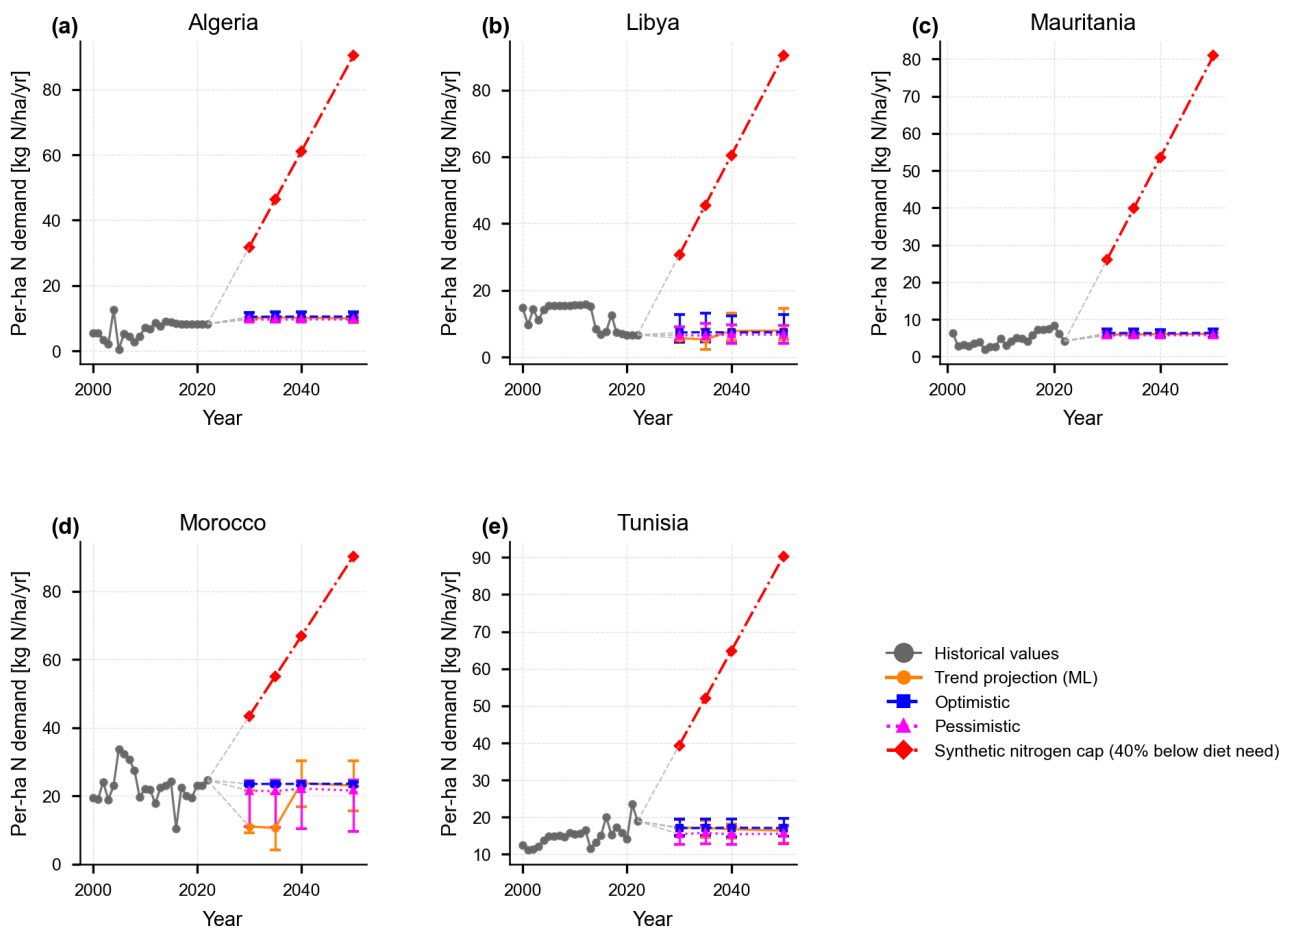 (a) Algeria
Per-ha N demand [kg N/ha/yr]
80
60
40
20
0
2000 2020 2040
Year
(b) Libya
Per-ha N demand [kg N/ha/yr]
80
60
40
20
0
2000 2020 2040
Year
(c) Mauritania
Per-ha N demand [kg N/ha/yr]
80
70
60
50
40
30
20
10
0
2000 2020 2040
Year
(d) Morocco
Per-ha N demand [kg N/ha/yr]
80
60
40
20
0
2000 2020 2040
Year
(e) Tunisia
Per-ha N demand [kg N/ha/yr]
90
80
70
60
50
40
30
20
10
2000 2020 2040
Year
Historical values
Trend projection (ML)
Optimistic
Pessimistic
Synthetic nitrogen cap (40% below diet need)